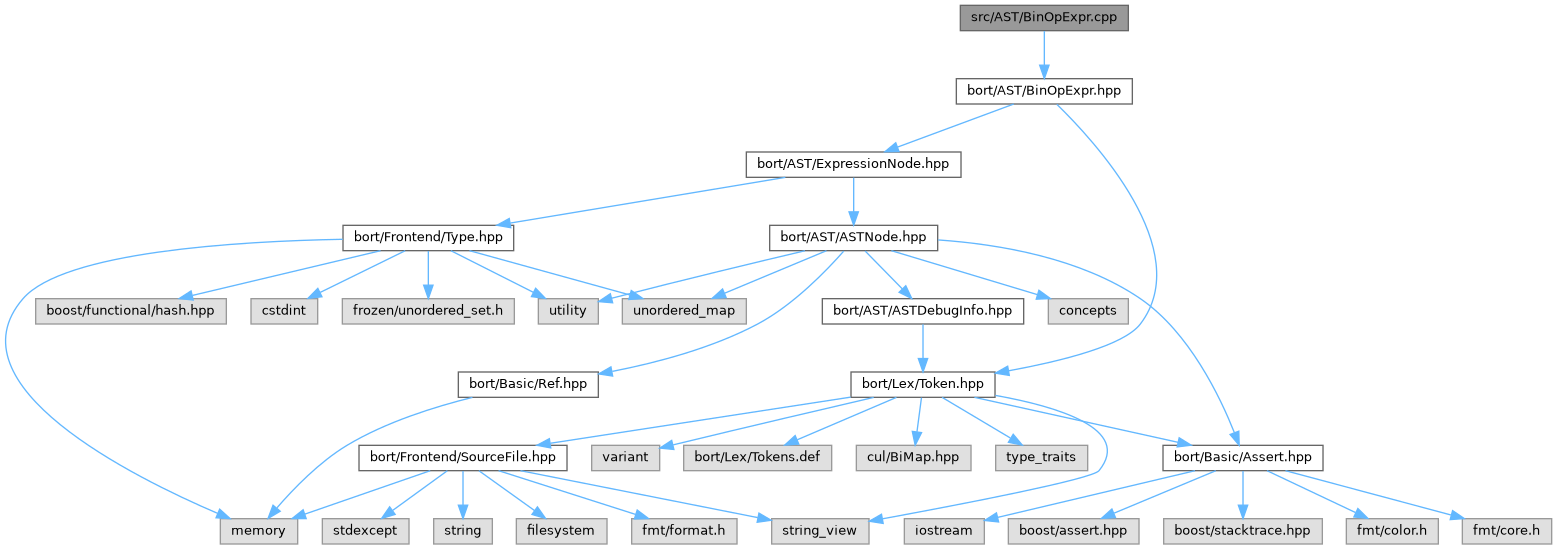 src/AST/BinOpExpr.cpp
bort/AST/BinOpExpr.hpp
bort/AST/ExpressionNode.hpp
bort/Frontend/Type.hpp
bort/AST/ASTNode.hpp
boost/functional/hash.hpp
cstdint
frozen/unordered_set.h
utility
unordered_map
bort/AST/ASTDebugInfo.hpp
concepts
bort/Basic/Ref.hpp
bort/Lex/Token.hpp
bort/Frontend/SourceFile.hpp
variant
bort/Lex/Tokens.def
cul/BiMap.hpp
type_traits
bort/Basic/Assert.hpp
memory
stdexcept
string
filesystem
fmt/format.h
string_view
iostream
boost/assert.hpp
boost/stacktrace.hpp
fmt/color.h
fmt/core.h